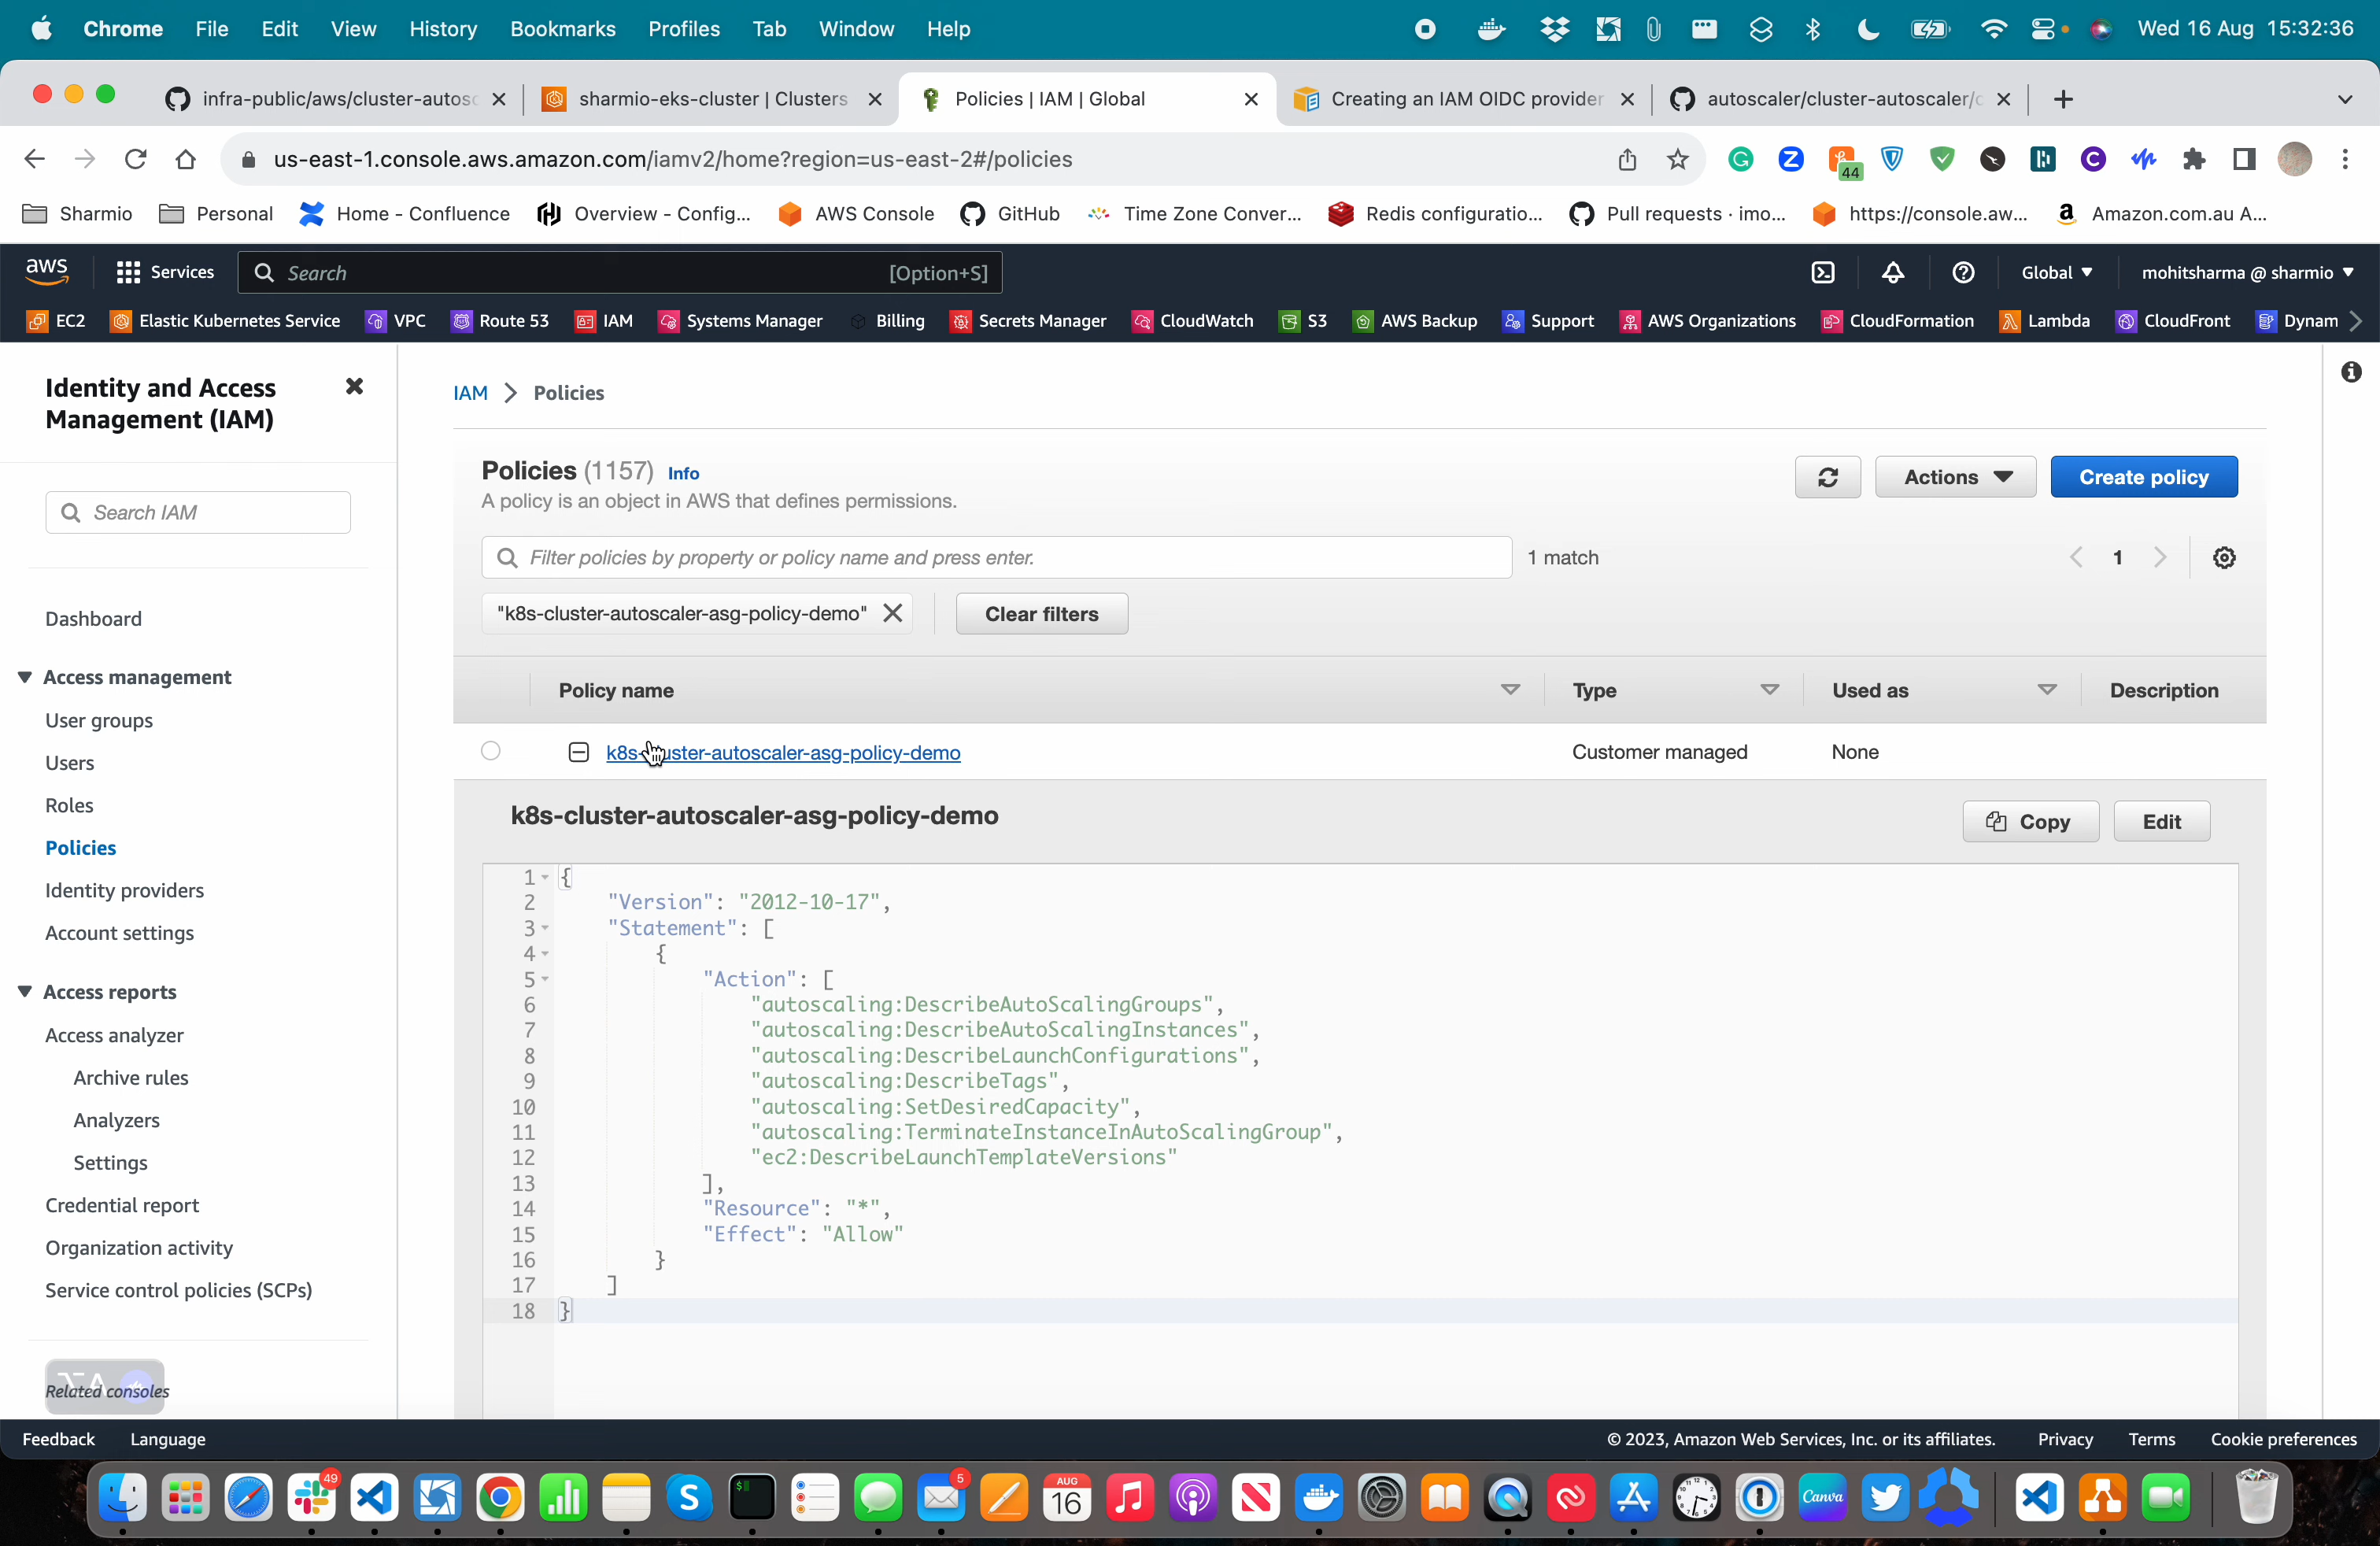 Chrome File Edit View History Bookmarks Profiles Tab Window Help Wed 16 Aug 15:32:36
infra-public/aws/cluster-autosc sharmio-eks-cluster | Clusters Policies | IAM | Global Creating an IAM OIDC provider autoscaler/cluster-autoscaler/c
us-east-1.console.aws.amazon.com/iamv2/home?region=us-east-2#/policies
44
Sharmio Personal Home - Confluence Overview - Config... AWS Console GitHub Time Zone Conver... Redis configuratio... Pull requests · imo... https://console.aw... Amazon.com.au A...
aws Services Search [Option+S] Global mohitsharma @ sharmio
EC2 Elastic Kubernetes Service VPC Route 53 IAM Systems Manager Billing Secrets Manager CloudWatch S3 AWS Backup Support AWS Organizations CloudFormation Lambda CloudFront Dynam
Identity and Access
Management (IAM)
Search IAM
Dashboard
Access management
User groups
Users
Roles
Policies
Identity providers
Account settings
Access reports
Access analyzer
Archive rules
Analyzers
Settings
Credential report
Organization activity
Service control policies (SCPs)
Related consoles
IAM > Policies
Policies (1157) Info
A policy is an object in AWS that defines permissions.
Actions Create policy
Filter policies by property or policy name and press enter. 1 match 1
"k8s-cluster-autoscaler-asg-policy-demo" Clear filters
Policy name Type Used as Description
k8s-cluster-autoscaler-asg-policy-demo Customer managed None
k8s-cluster-autoscaler-asg-policy-demo Copy Edit
1 {
2 "Version": "2012-10-17",
3 "Statement": [
4 {
5 "Action": [
6 "autoscaling:DescribeAutoScalingGroups",
7 "autoscaling:DescribeAutoScalingInstances",
8 "autoscaling:DescribeLaunchConfigurations",
9 "autoscaling:DescribeTags",
10 "autoscaling:SetDesiredCapacity",
11 "autoscaling:TerminateInstanceInAutoScalingGroup",
12 "ec2:DescribeLaunchTemplateVersions"
13 ],
14 "Resource": "*",
15 "Effect": "Allow"
16 }
17 ]
18 }
Feedback Language © 2023, Amazon Web Services, Inc. or its affiliates. Privacy Terms Cookie preferences
49 5 AUG 16 Canva